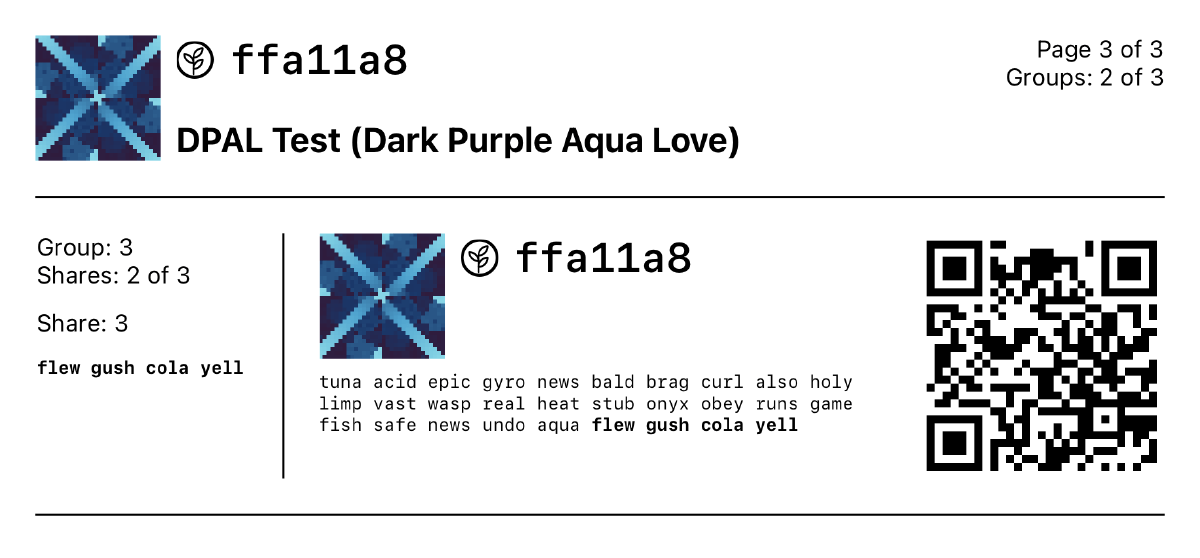 ffa11a8
DPAL Test (Dark Purple Aqua Love)
Page 3 of 3
Groups: 2 of 3
Group: 3
Shares: 2 of 3
Share: 3
flew gush cola yell
ffa11a8
tuna acid epic gyro news bald brag curl also holy
limp vast wasp real heat stub onyx obey runs game
fish safe news undo aqua flew gush cola yell